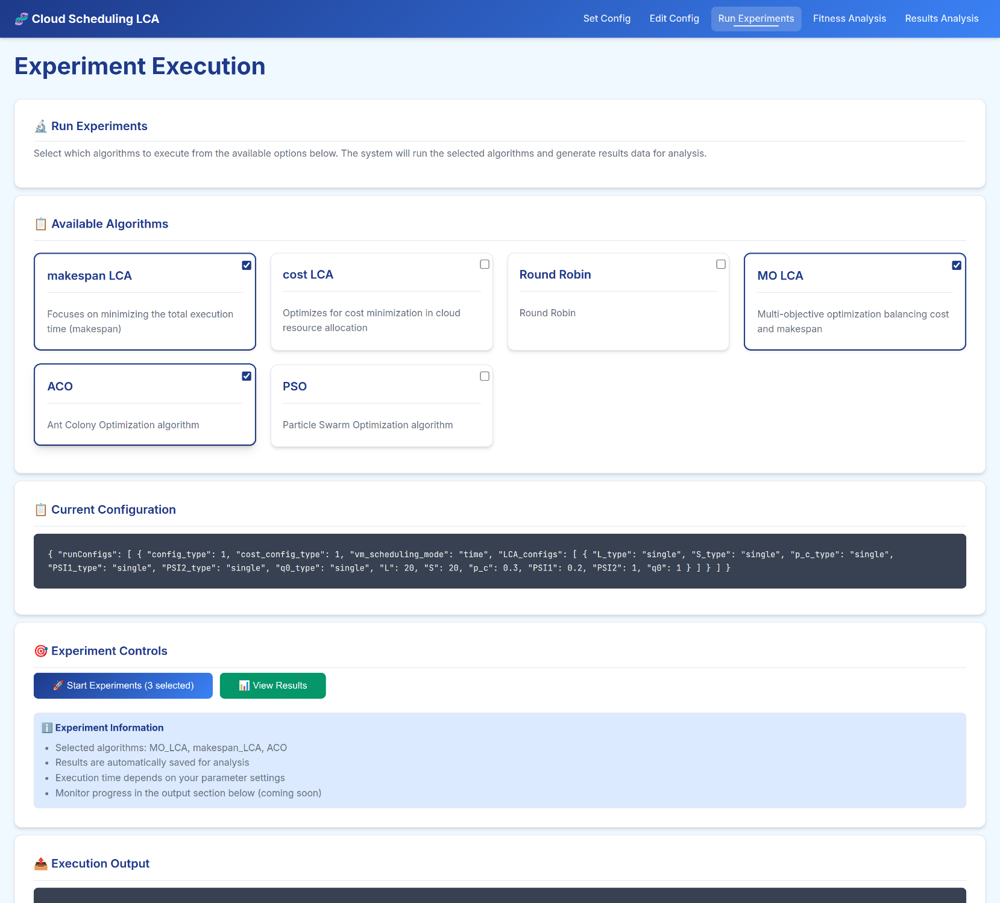 Cloud Scheduling LCA
Set Config
Edit Config
Run Experiments
Fitness Analysis
Results Analysis
Experiment Execution
Run Experiments
Select which algorithms to execute from the available options below. The system will run the selected algorithms and generate results data for analysis.
Available Algorithms
makespan LCA
Focuses on minimizing the total execution
time (makespan)
cost LCA
Optimizes for cost minimization in cloud
resource allocation
Round Robin
Round Robin
MO LCA
Multi-objective optimization balancing cost
and makespan
ACO
Ant Colony Optimization algorithm
PSO
Particle Swarm Optimization algorithm
Current Configuration
{ "runConfigs": [ { "config_type": 1, "cost_config_type": 1, "vm_scheduling_mode": "time", "LCA_configs": [ { "L_type": "single", "S_type": "single", "p_c_type": "single",
"PSI1_type": "single", "PSI2_type": "single", "q0_type": "single", "L": 20, "S": 20, "p_c": 0.3, "PSI1": 0.2, "PSI2": 1, "q0": 1 } ] } ] }
Experiment Controls
Start Experiments (3 selected)
View Results
Experiment Information
• Selected algorithms: MO_LCA, makespan_LCA, ACO
• Results are automatically saved for analysis
• Execution time depends on your parameter settings
• Monitor progress in the output section below (coming soon)
Execution Output